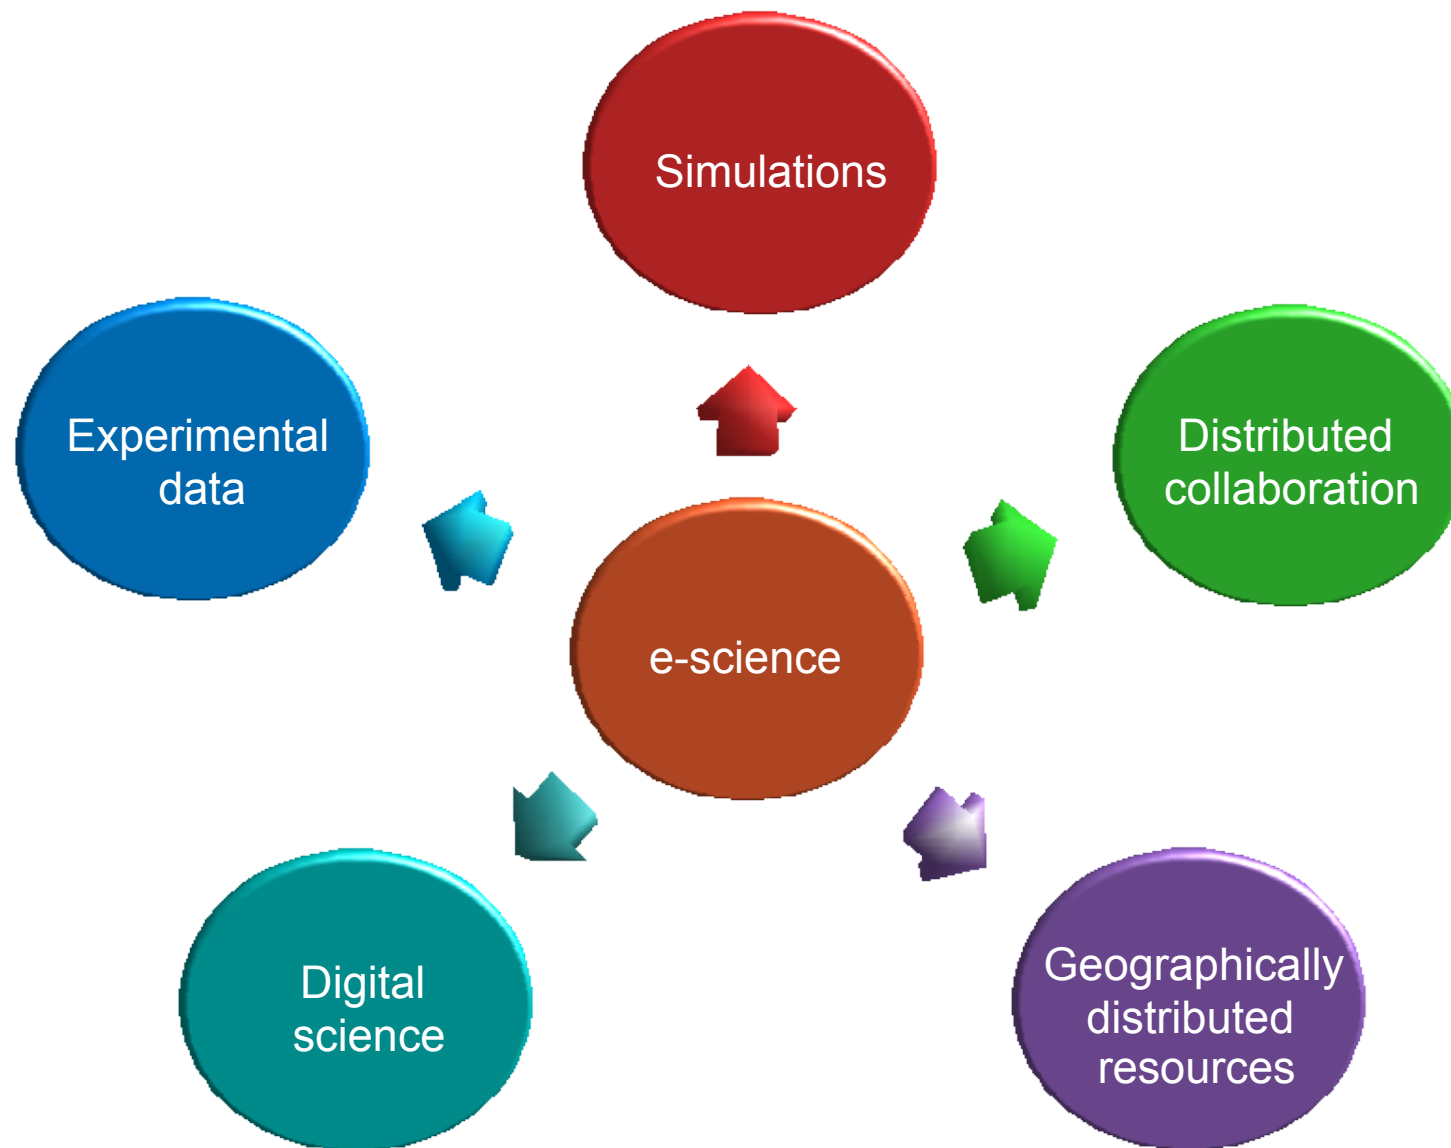 Simulations
Experimental
data
Distributed
collaboration
e-science
Digital
science
Geographically
distributed
resources